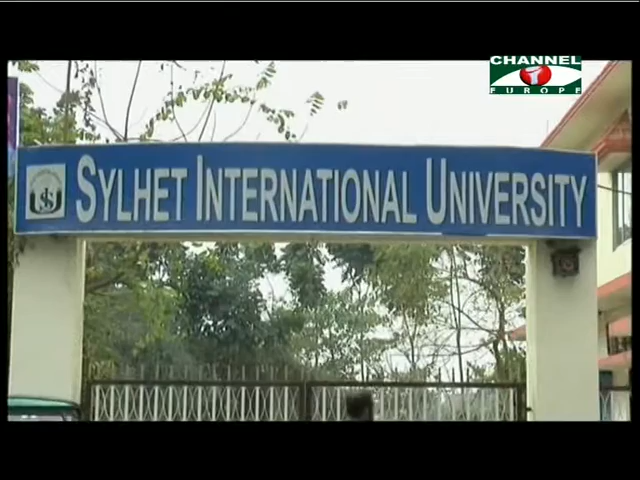 CHANNEL
i
EUROPE
SYLHET INTERNATIONAL UNIVERSITY